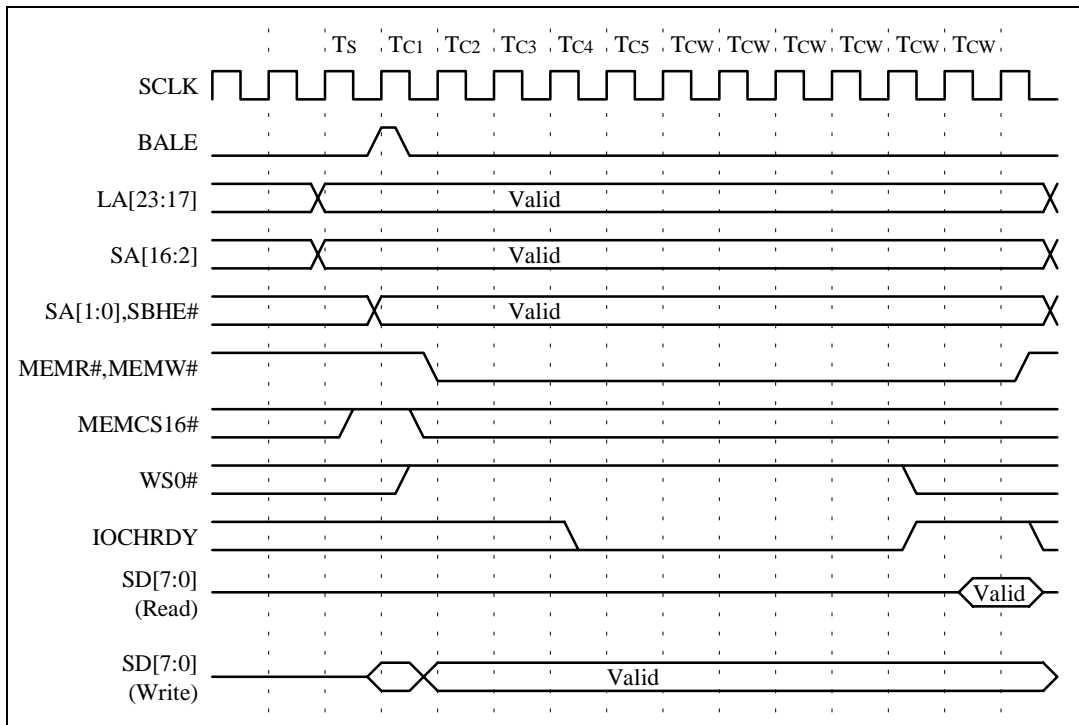 Ts Tc1 Tc2 Tc3 Tc4 Tc5 Tcw Tcw Tcw Tcw Tcw Tcw
SCLK
BALE
LA[23:17] Valid
SA[16:2] Valid
SA[1:0],SBHE# Valid
MEMR#,MEMW#
MEMCS16#
WS0#
IOCHRDY
SD[7:0]
(Read) Valid
SD[7:0]
(Write) Valid